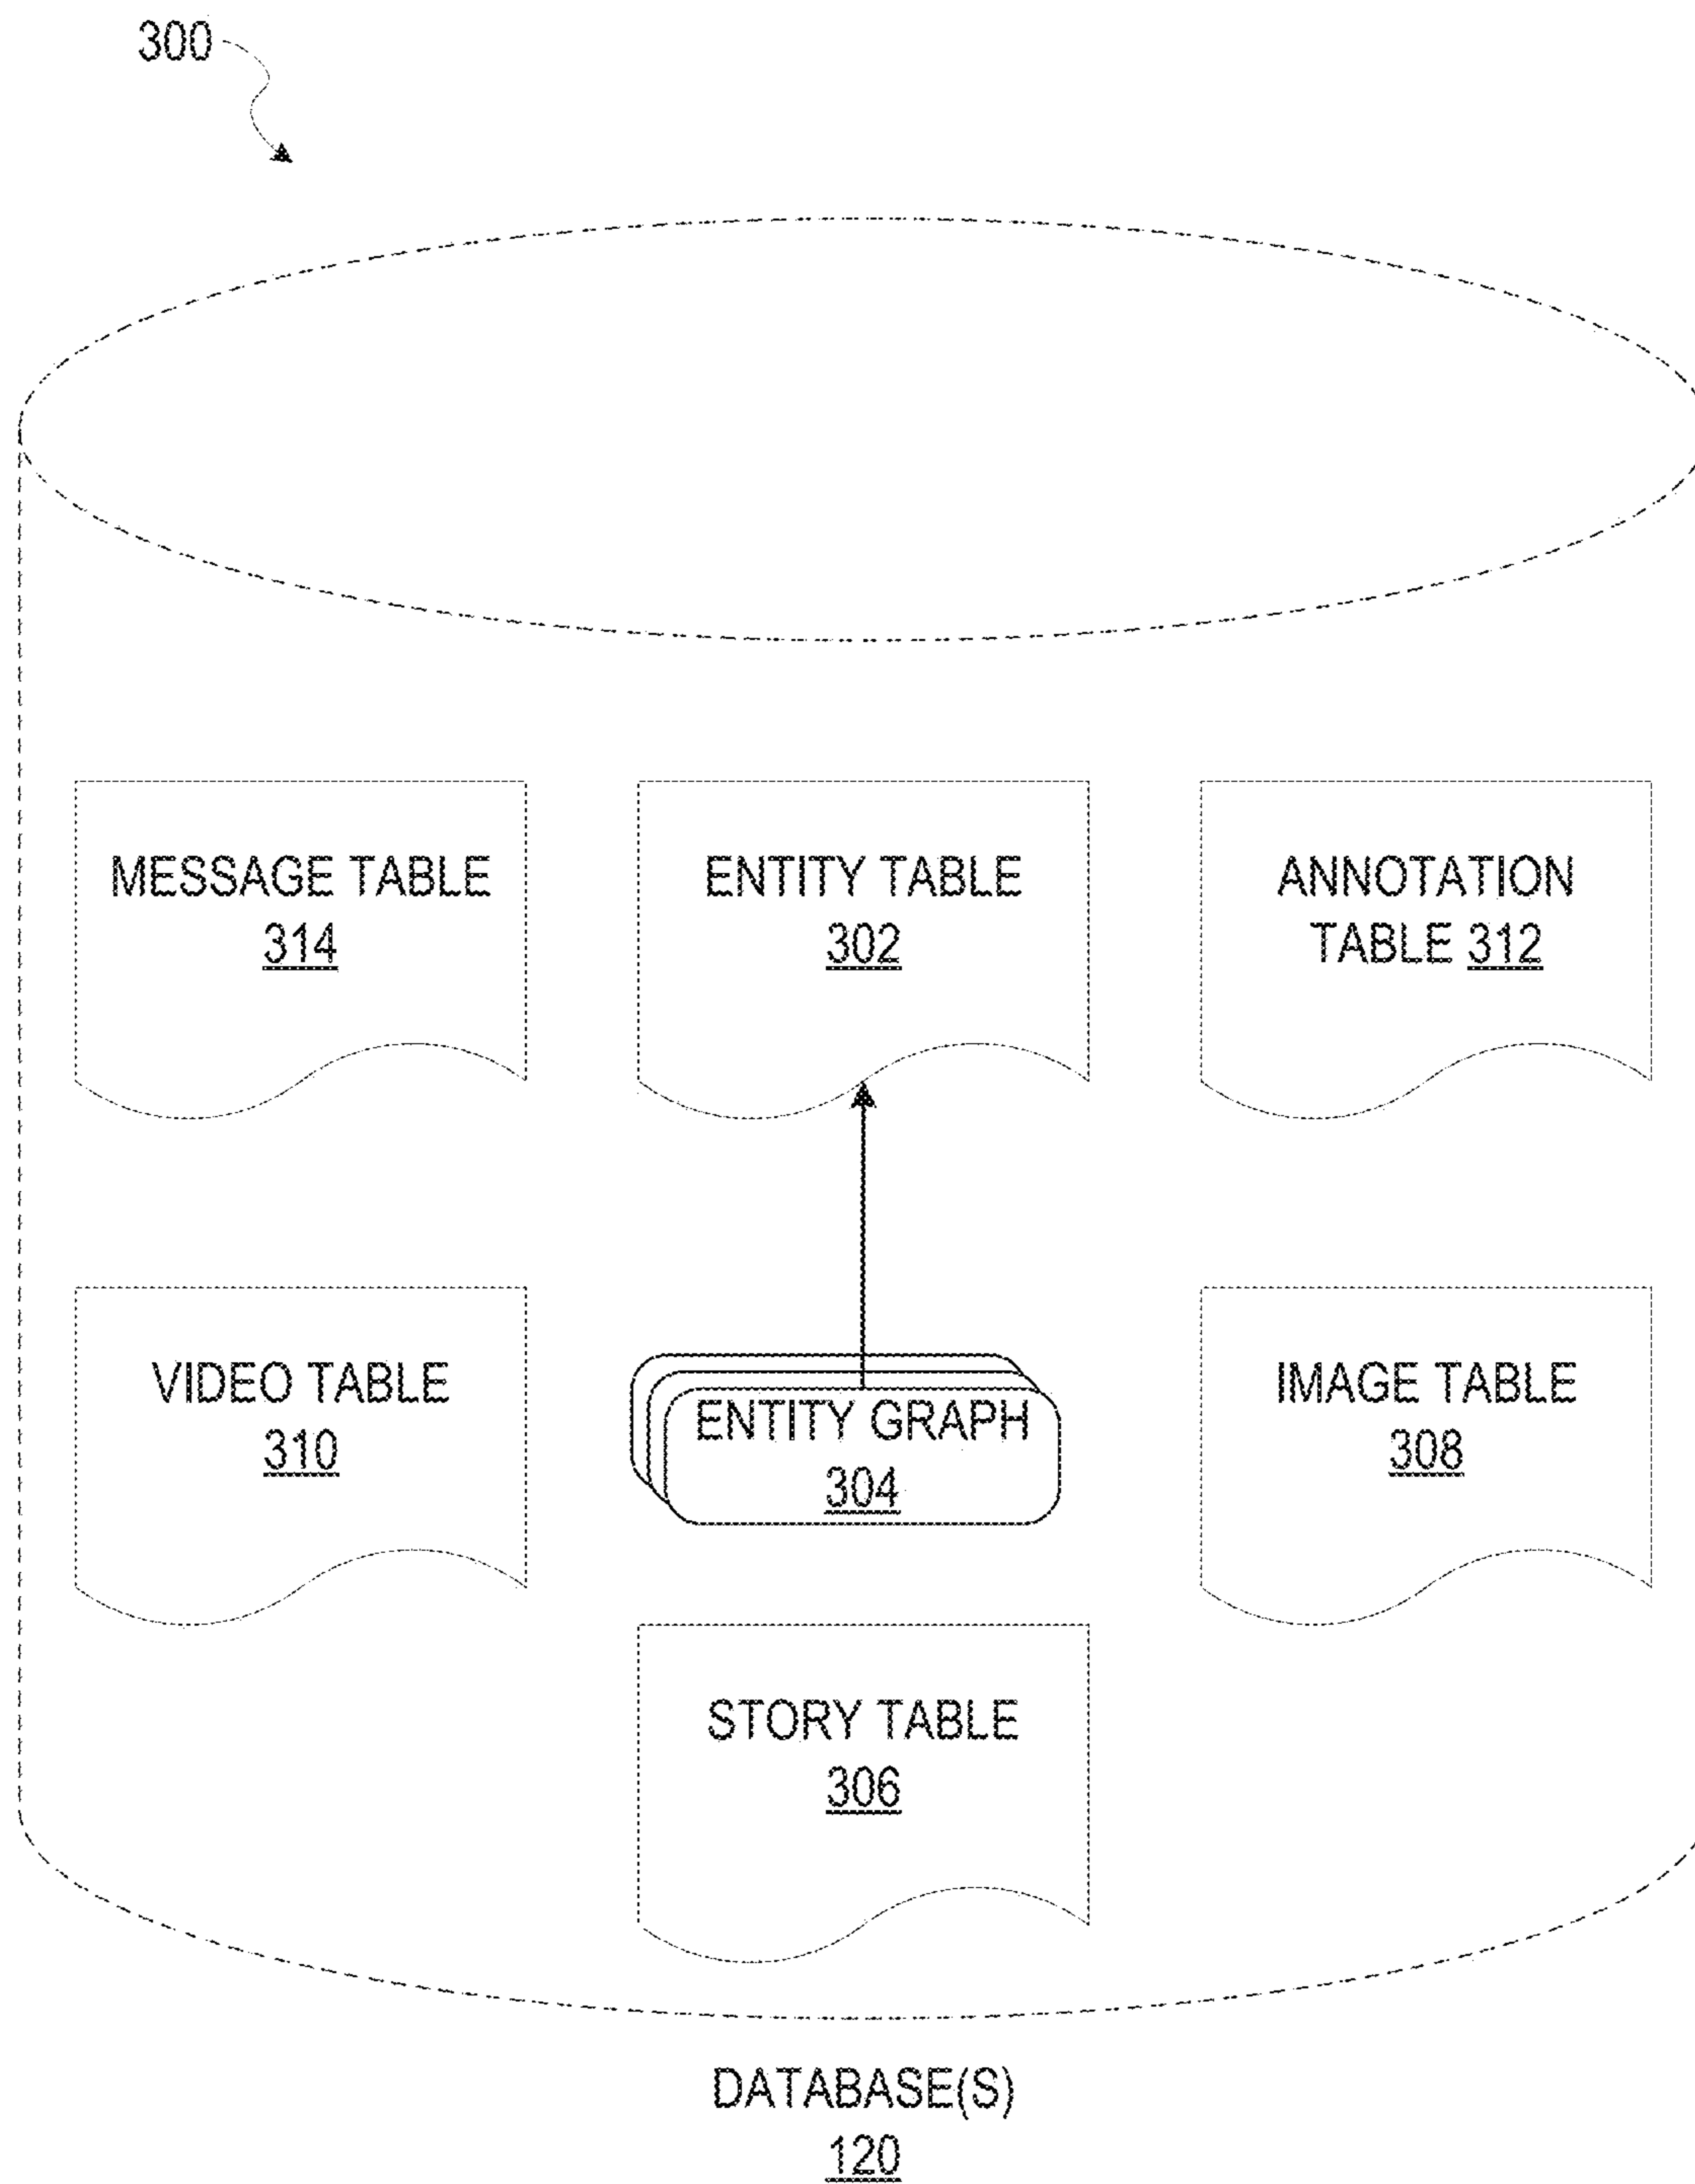 300
MESSAGE TABLE
314
ENTITY TABLE
302
ANNOTATION
TABLE 312
VIDEO TABLE
310
ENTITY GRAPH
304
IMAGE TABLE
308
STORY TABLE
306
DATABASE(S)
120